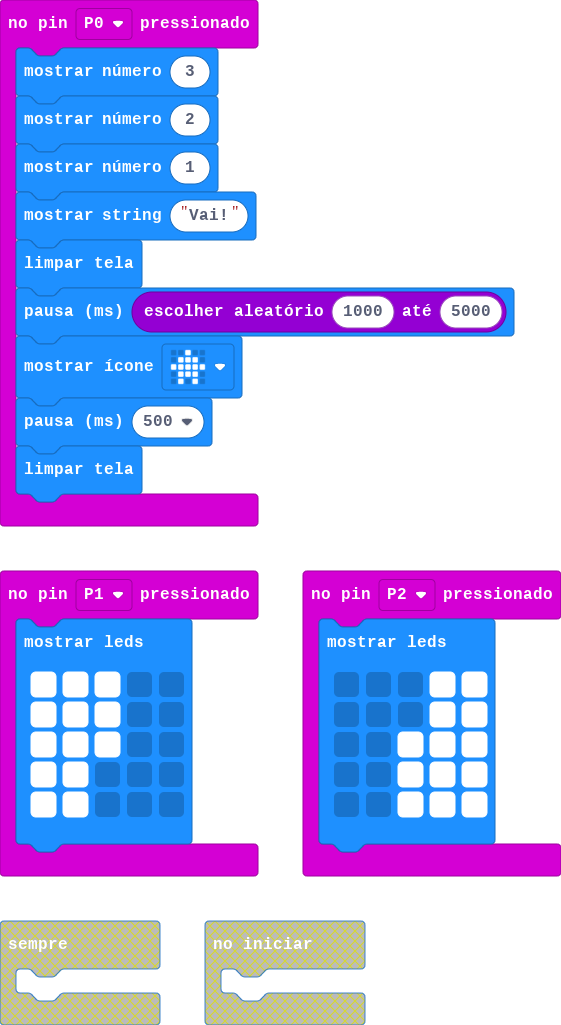 no pin P0 pressionado
mostrar número 3
mostrar número 2
mostrar número 1
mostrar string "Vai!"
limpar tela
pausa (ms) escolher aleatório 1000 até 5000
mostrar ícone
pausa (ms) 500
limpar tela
no pin P1 pressionado
mostrar leds
no pin P2 pressionado
mostrar leds
sempre
no iniciar